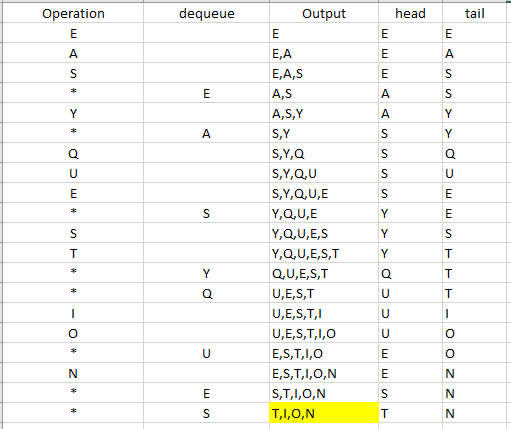 Operation dequeue Output head tail
E E E E
A E,A E A
S E,A,S E S
* E A,S A S
Y A,S,Y A Y
* A S,Y S Y
Q S,Y,Q S Q
U S,Y,Q,U S U
E S,Y,Q,U,E S E
* S Y,Q,U,E Y E
S Y,Q,U,E,S Y S
T Y,Q,U,E,S,T Y T
* Y Q,U,E,S,T Q T
* Q U,E,S,T U T
I U,E,S,T,I U I
O U,E,S,T,I,O U O
* U E,S,T,I,O E O
N E,S,T,I,O,N E N
* E S,T,I,O,N S N
* S T,I,O,N T N